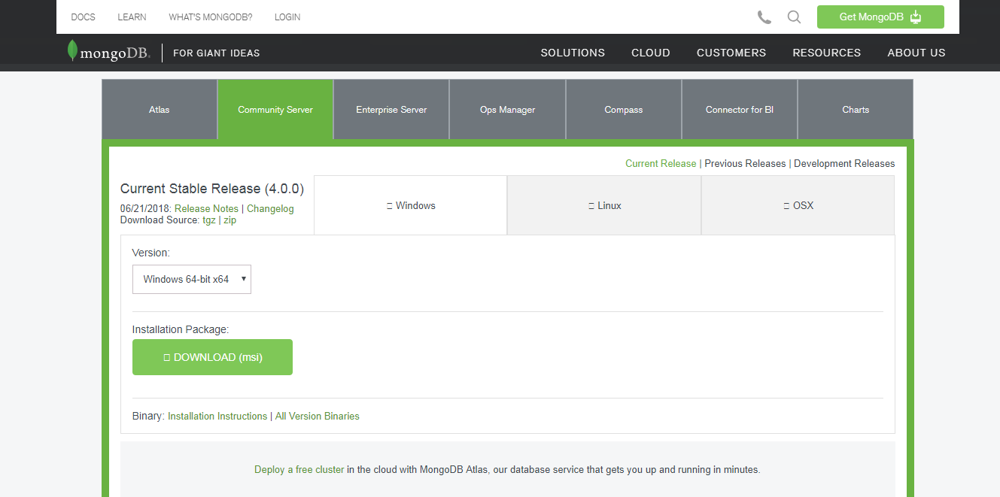 DOCS LEARN WHAT'S MONGODB? LOGIN Get MongoDB
mongoDB. FOR GIANT IDEAS SOLUTIONS CLOUD CUSTOMERS RESOURCES ABOUT US
Atlas Community Server Enterprise Server Ops Manager Compass Connector for BI Charts
Current Release | Previous Releases | Development Releases
Current Stable Release (4.0.0)
06/21/2018: Release Notes | Changelog
Download Source: tgz | zip
Windows Linux OSX
Version:
Windows 64-bit x64
Installation Package:
DOWNLOAD (msi)
Binary: Installation Instructions | All Version Binaries
Deploy a free cluster in the cloud with MongoDB Atlas, our database service that gets you up and running in minutes.